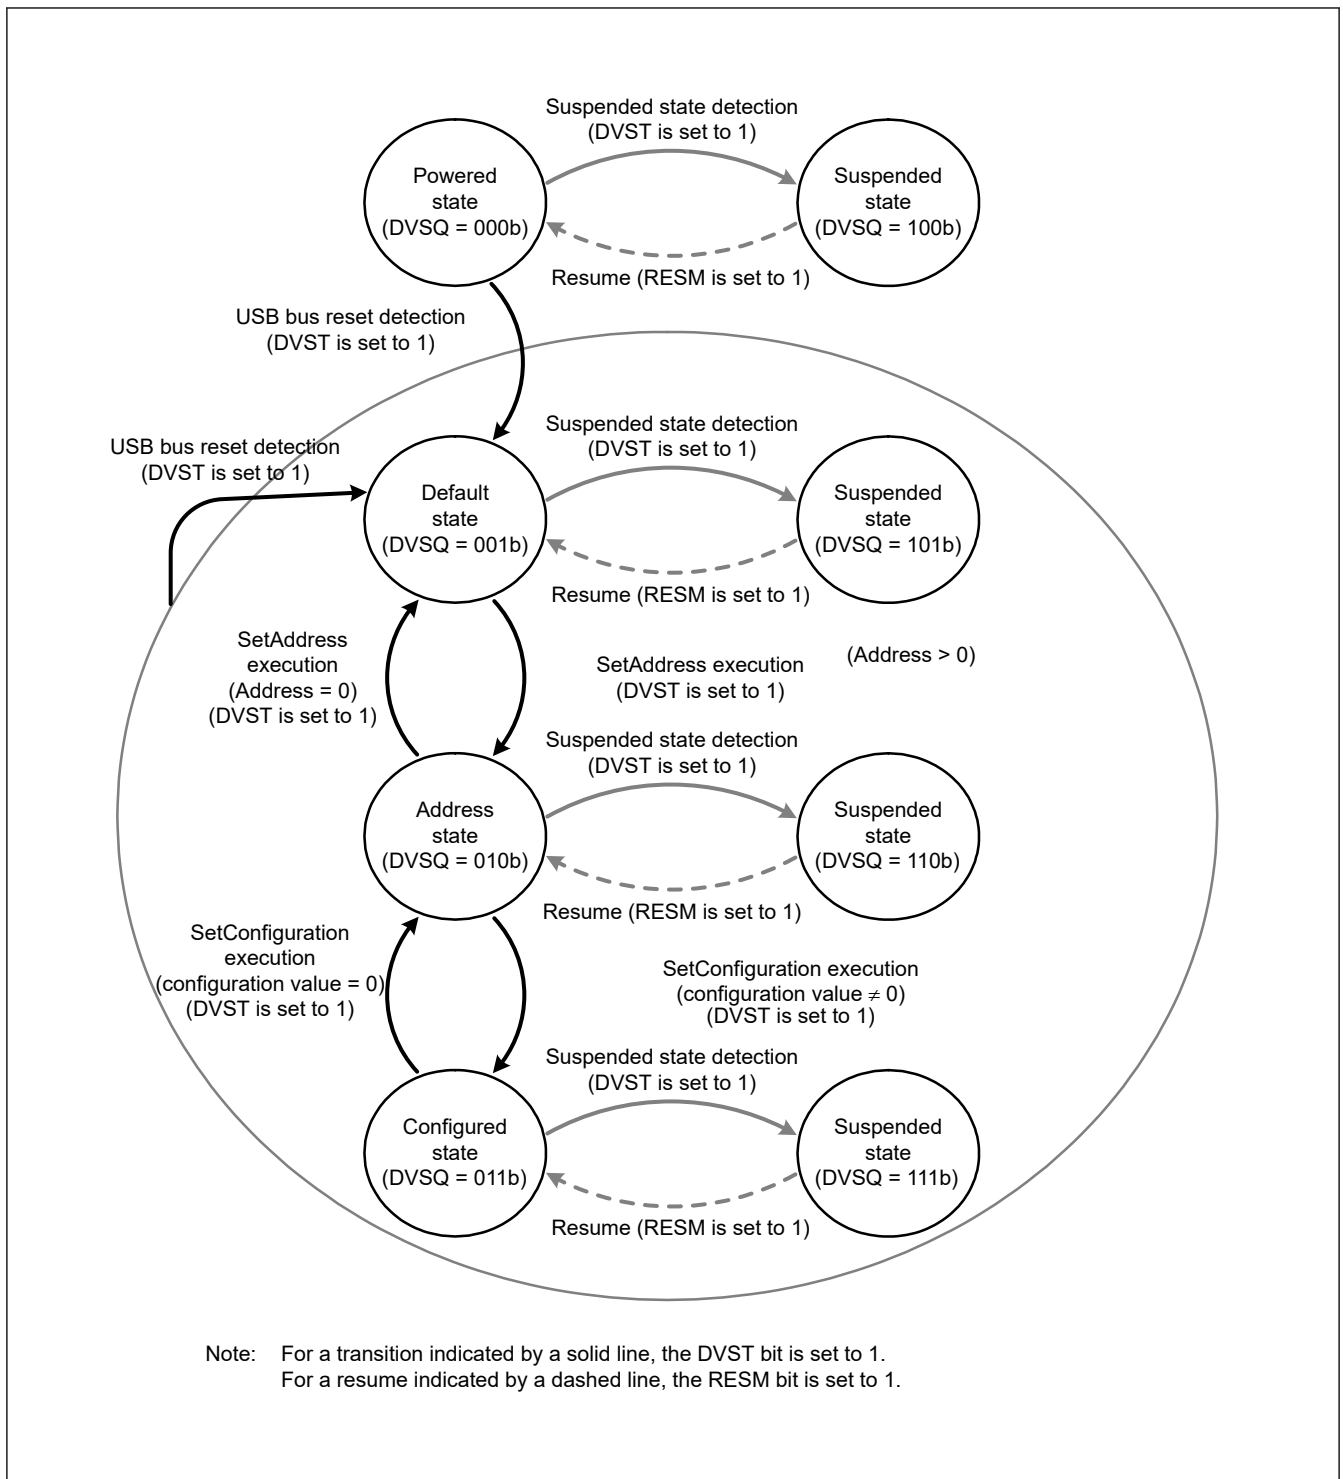 Suspended state detection
(DVST is set to 1)
Powered
state
(DVSQ = 000b)
Suspended
state
(DVSQ = 100b)
Resume (RESM is set to 1)
USB bus reset detection
(DVST is set to 1)
USB bus reset detection
(DVST is set to 1)
Suspended state detection
(DVST is set to 1)
Default
state
(DVSQ = 001b)
Suspended
state
(DVSQ = 101b)
Resume (RESM is set to 1)
SetAddress
execution
(Address = 0)
(DVST is set to 1)
SetAddress execution
(DVST is set to 1)
(Address > 0)
Suspended state detection
(DVST is set to 1)
Address
state
(DVSQ = 010b)
Suspended
state
(DVSQ = 110b)
Resume (RESM is set to 1)
SetConfiguration
execution
(configuration value = 0)
(DVST is set to 1)
SetConfiguration execution
(configuration value ≠ 0)
(DVST is set to 1)
Suspended state detection
(DVST is set to 1)
Configured
state
(DVSQ = 011b)
Suspended
state
(DVSQ = 111b)
Resume (RESM is set to 1)
Note: For a transition indicated by a solid line, the DVST bit is set to 1.
For a resume indicated by a dashed line, the RESM bit is set to 1.